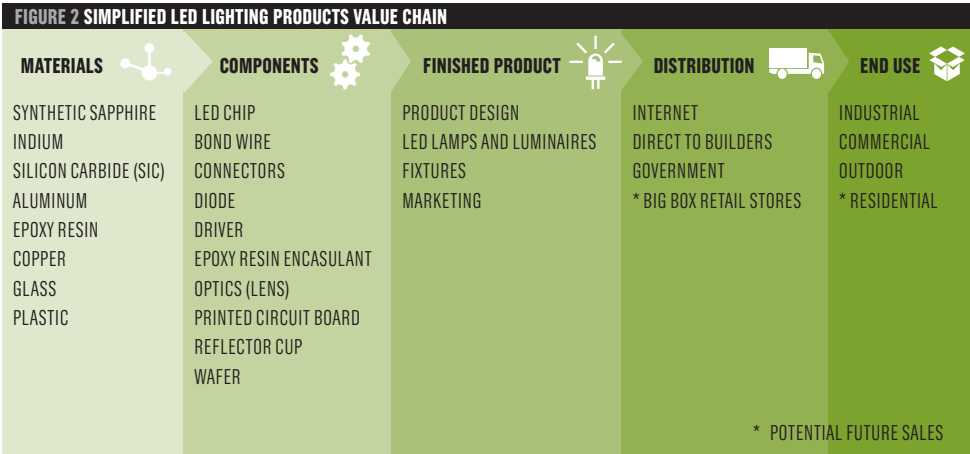 FIGURE 2 SIMPLIFIED LED LIGHTING PRODUCTS VALUE CHAIN
MATERIALS
SYNTHETIC SAPPHIRE
INDIUM
SILICON CARBIDE (SIC)
ALUMINUM
EPOXY RESIN
COPPER
GLASS
PLASTIC
COMPONENTS
LED CHIP
BOND WIRE
CONNECTORS
DIODE
DRIVER
EPOXY RESIN ENCASULANT
OPTICS (LENS)
PRINTED CIRCUIT BOARD
REFLECTOR CUP
WAFER
FINISHED PRODUCT
PRODUCT DESIGN
LED LAMPS AND LUMINAIRES
FIXTURES
MARKETING
DISTRIBUTION
INTERNET
DIRECT TO BUILDERS
GOVERNMENT
* BIG BOX RETAIL STORES
END USE
INDUSTRIAL
COMMERCIAL
OUTDOOR
* RESIDENTIAL
* POTENTIAL FUTURE SALES